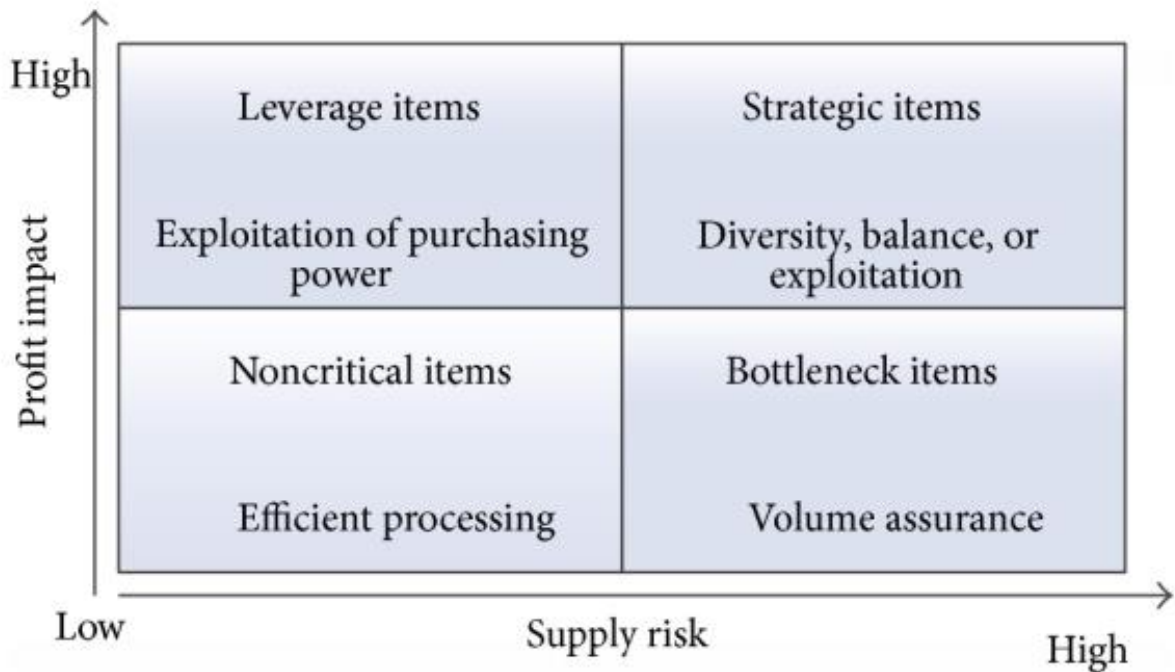 High
Leverage items
Strategic items
Exploitation of purchasing
power
Diversity, balance, or
exploitation
Profit impact
Noncritical items
Bottleneck items
Efficient processing
Volume assurance
Low
Supply risk
High